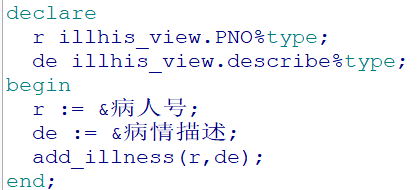 declare
  r illhis_view.PNO%type;
  de illhis_view.describe%type;
begin
  r := &病人号;
  de := &病情描述;
  add_illness(r,de);
end;